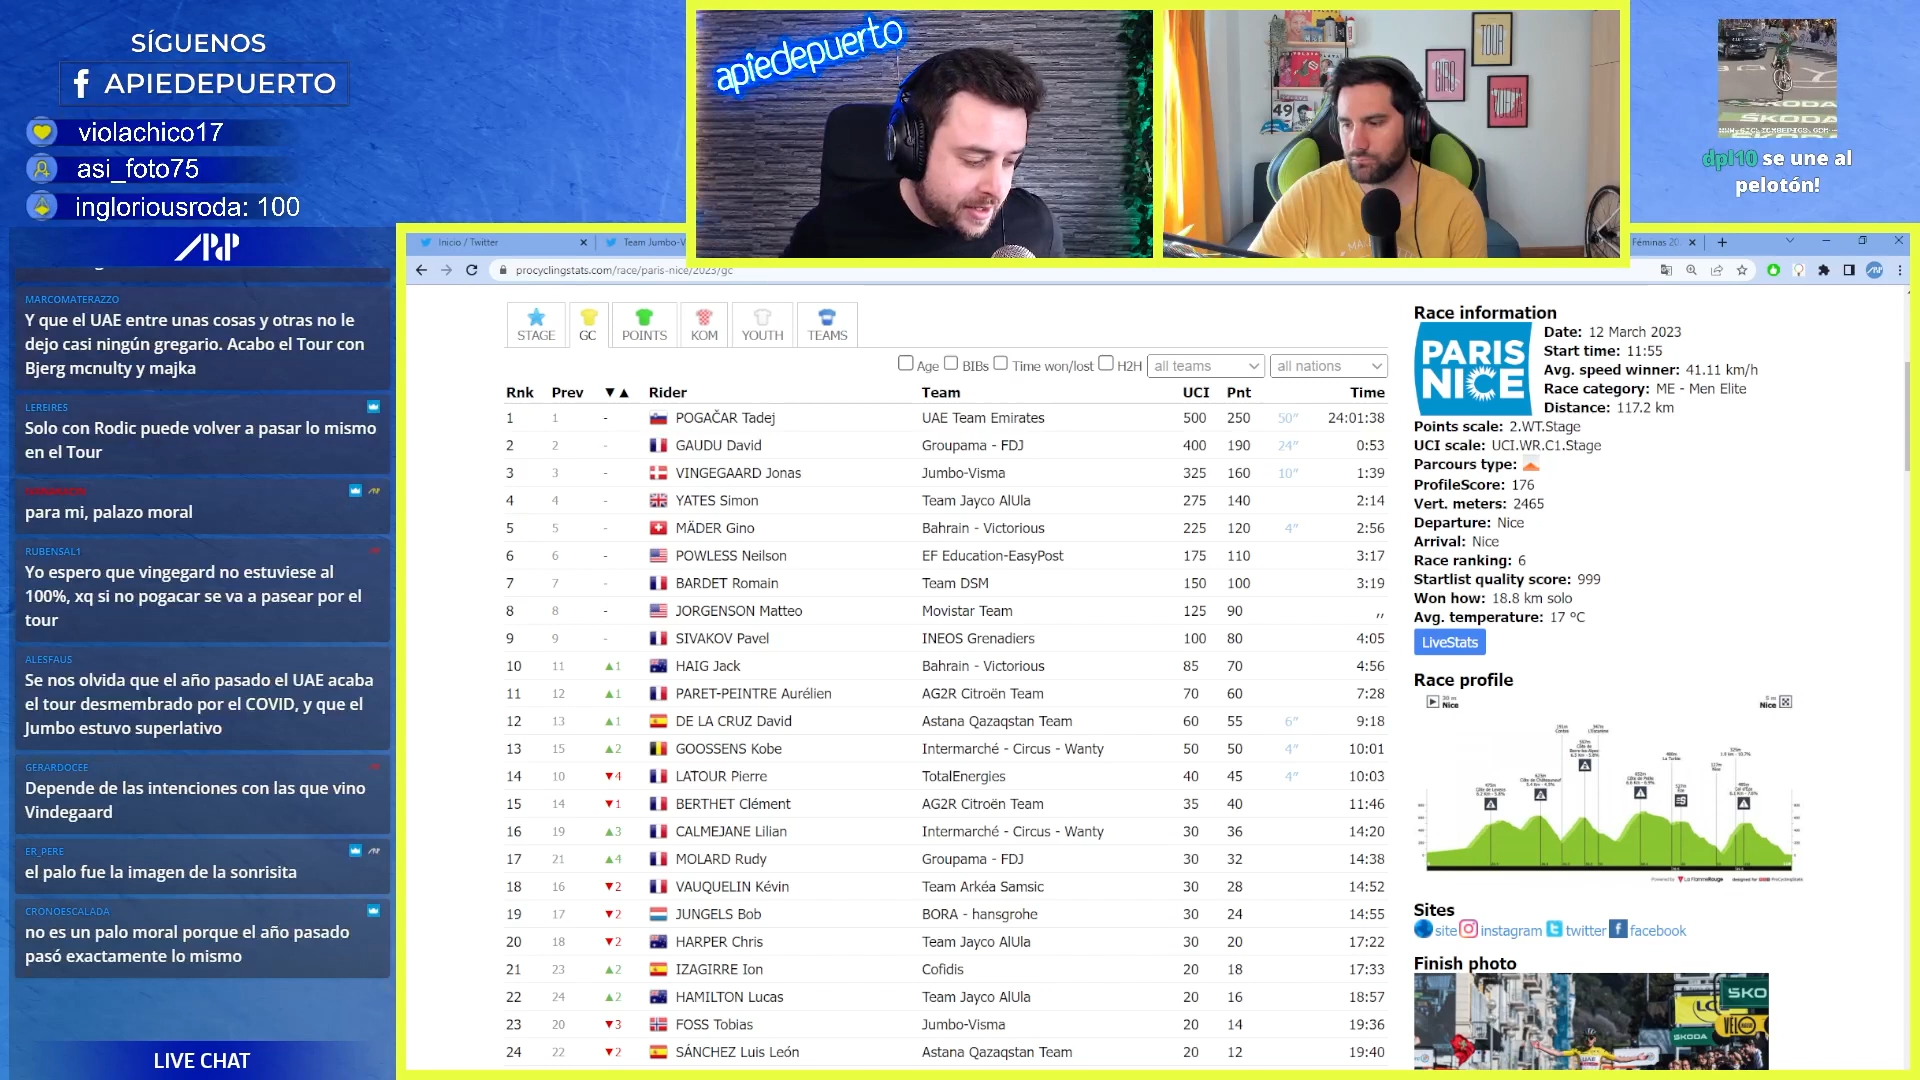 SÍGUENOS
APIEDEPUERTO
violachico17
asi_foto75
ingloriousroda: 100
apiedepuerto
TOUR
GIRO
49
ŠKODA
ŠKODA
dpl10 se une al
pelotón!
MARCOMATERAZZO
Y que el UAE entre unas cosas y otras no le
dejo casi ningún gregario. Acabo el Tour con
Bjerg mcnulty y majka
LEREIRES
Solo con Rodic puede volver a pasar lo mismo
en el Tour
para mi, palazo moral
RUBENSAL1
Yo espero que vingegard no estuviese al
100%, xq si no pogacar se va a pasear por el
tour
ALESFAUS
Se nos olvida que el año pasado el UAE acaba
el tour desmembrado por el COVID, y que el
Jumbo estuvo superlativo
GERARDOCEE
Depende de las intenciones con las que vino
Vindegaard
ER_PERE
el palo fue la imagen de la sonrisita
CRONOESCALADA
no es un palo moral porque el año pasado
pasó exactamente lo mismo
LIVE CHAT
Inicio / Twitter
Team Jumbo-V
Féminas 20
procyclingstats.com/race/paris-nice/2023/gc
STAGE GC POINTS KOM YOUTH TEAMS
Age BIBs Time won/lost H2H all teams all nations
Rnk Prev ▼▲ Rider Team UCI Pnt Time
1 1 - POGAČAR Tadej UAE Team Emirates 500 250 50″ 24:01:38
2 2 - GAUDU David Groupama - FDJ 400 190 24″ 0:53
3 3 - VINGEGAARD Jonas Jumbo-Visma 325 160 10″ 1:39
4 4 - YATES Simon Team Jayco AlUla 275 140 2:14
5 5 - MÄDER Gino Bahrain - Victorious 225 120 4″ 2:56
6 6 - POWLESS Neilson EF Education-EasyPost 175 110 3:17
7 7 - BARDET Romain Team DSM 150 100 3:19
8 8 - JORGENSON Matteo Movistar Team 125 90 ,,
9 9 - SIVAKOV Pavel INEOS Grenadiers 100 80 4:05
10 11 ▲1 HAIG Jack Bahrain - Victorious 85 70 4:56
11 12 ▲1 PARET-PEINTRE Aurélien AG2R Citroën Team 70 60 7:28
12 13 ▲1 DE LA CRUZ David Astana Qazaqstan Team 60 55 6″ 9:18
13 15 ▲2 GOOSSENS Kobe Intermarché - Circus - Wanty 50 50 4″ 10:01
14 10 ▼4 LATOUR Pierre TotalEnergies 40 45 4″ 10:03
15 14 ▼1 BERTHET Clément AG2R Citroën Team 35 40 11:46
16 19 ▲3 CALMEJANE Lilian Intermarché - Circus - Wanty 30 36 14:20
17 21 ▲4 MOLARD Rudy Groupama - FDJ 30 32 14:38
18 16 ▼2 VAUQUELIN Kévin Team Arkéa Samsic 30 28 14:52
19 17 ▼2 JUNGELS Bob BORA - hansgrohe 30 24 14:55
20 18 ▼2 HARPER Chris Team Jayco AlUla 30 20 17:22
21 23 ▲2 IZAGIRRE Ion Cofidis 20 18 17:33
22 24 ▲2 HAMILTON Lucas Team Jayco AlUla 20 16 18:57
23 20 ▼3 FOSS Tobias Jumbo-Visma 20 14 19:36
24 22 ▼2 SÁNCHEZ Luis León Astana Qazaqstan Team 20 12 19:40
Race information
PARIS
NICE
Date: 12 March 2023
Start time: 11:55
Avg. speed winner: 41.11 km/h
Race category: ME - Men Elite
Distance: 117.2 km
Points scale: 2.WT.Stage
UCI scale: UCI.WR.C1.Stage
Parcours type:
ProfileScore: 176
Vert. meters: 2465
Departure: Nice
Arrival: Nice
Race ranking: 6
Startlist quality score: 999
Won how: 18.8 km solo
Avg. temperature: 17 °C
LiveStats
Race profile
Nice
Nice
Sites
site instagram twitter facebook
Finish photo
ŠKO
ŠKODA